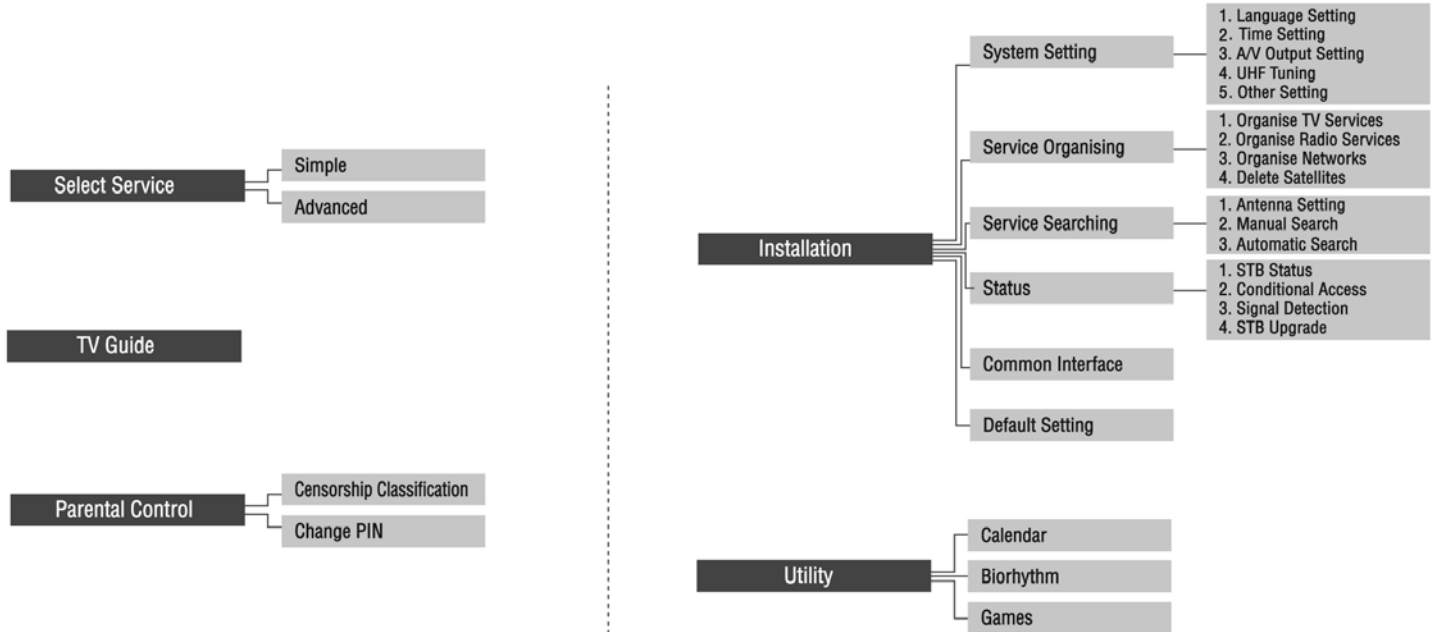 Select Service
Simple
Advanced
TV Guide
Parental Control
Censorship Classification
Change PIN
Installation
System Setting
1. Language Setting
2. Time Setting
3. A/V Output Setting
4. UHF Tuning
5. Other Setting
Service Organising
1. Organise TV Services
2. Organise Radio Services
3. Organise Networks
4. Delete Satellites
Service Searching
1. Antenna Setting
2. Manual Search
3. Automatic Search
Status
1. STB Status
2. Conditional Access
3. Signal Detection
4. STB Upgrade
Common Interface
Default Setting
Utility
Calendar
Biorhythm
Games